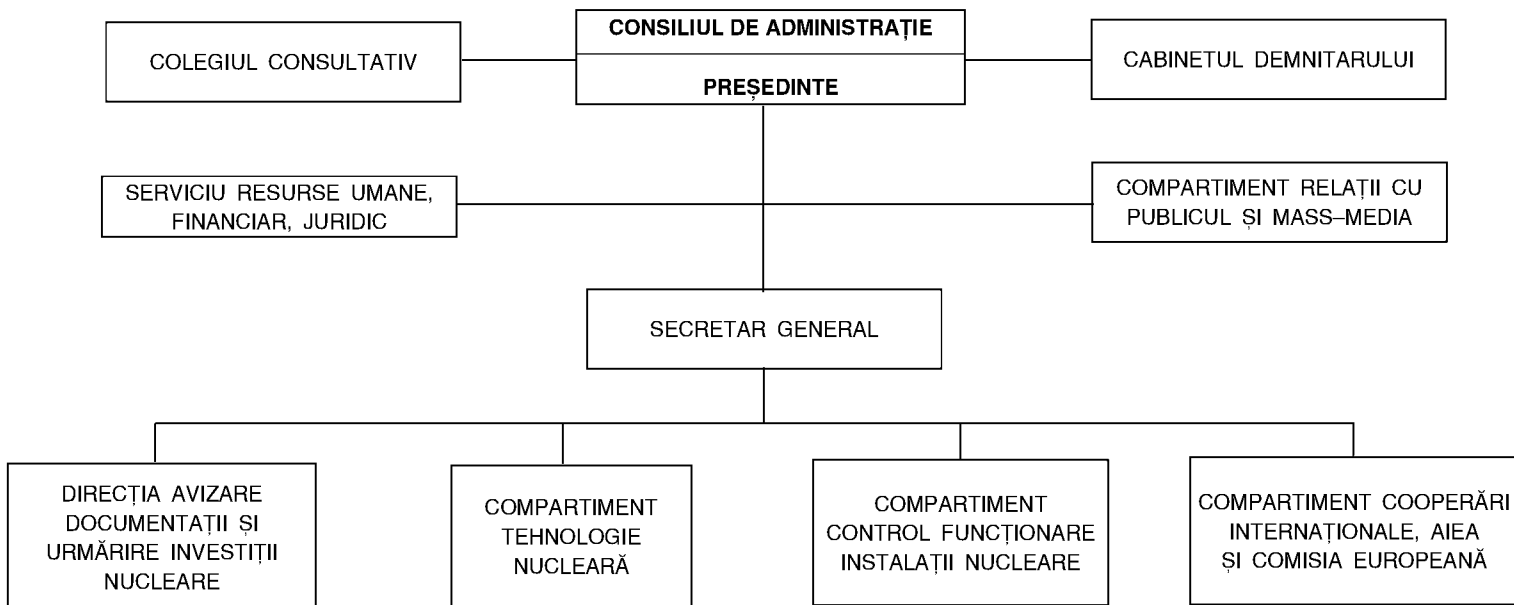 CONSILIUL DE ADMINISTRAȚIE
COLEGIUL CONSULTATIV
CABINETUL DEMNITARULUI
PREȘEDINTE
SERVICIU RESURSE UMANE,
FINANCIAR, JURIDIC
COMPARTIMENT RELAȚII CU
PUBLICUL ȘI MASS–MEDIA
SECRETAR GENERAL
DIRECȚIA AVIZARE
DOCUMENTAȚII ȘI
URMĂRIRE INVESTIȚII
NUCLEARE
COMPARTIMENT
TEHNOLOGIE
NUCLEARĂ
COMPARTIMENT
CONTROL FUNCȚIONARE
INSTALAȚII NUCLEARE
COMPARTIMENT COOPERĂRI
INTERNAȚIONALE, AIEA
ȘI COMISIA EUROPEANĂ